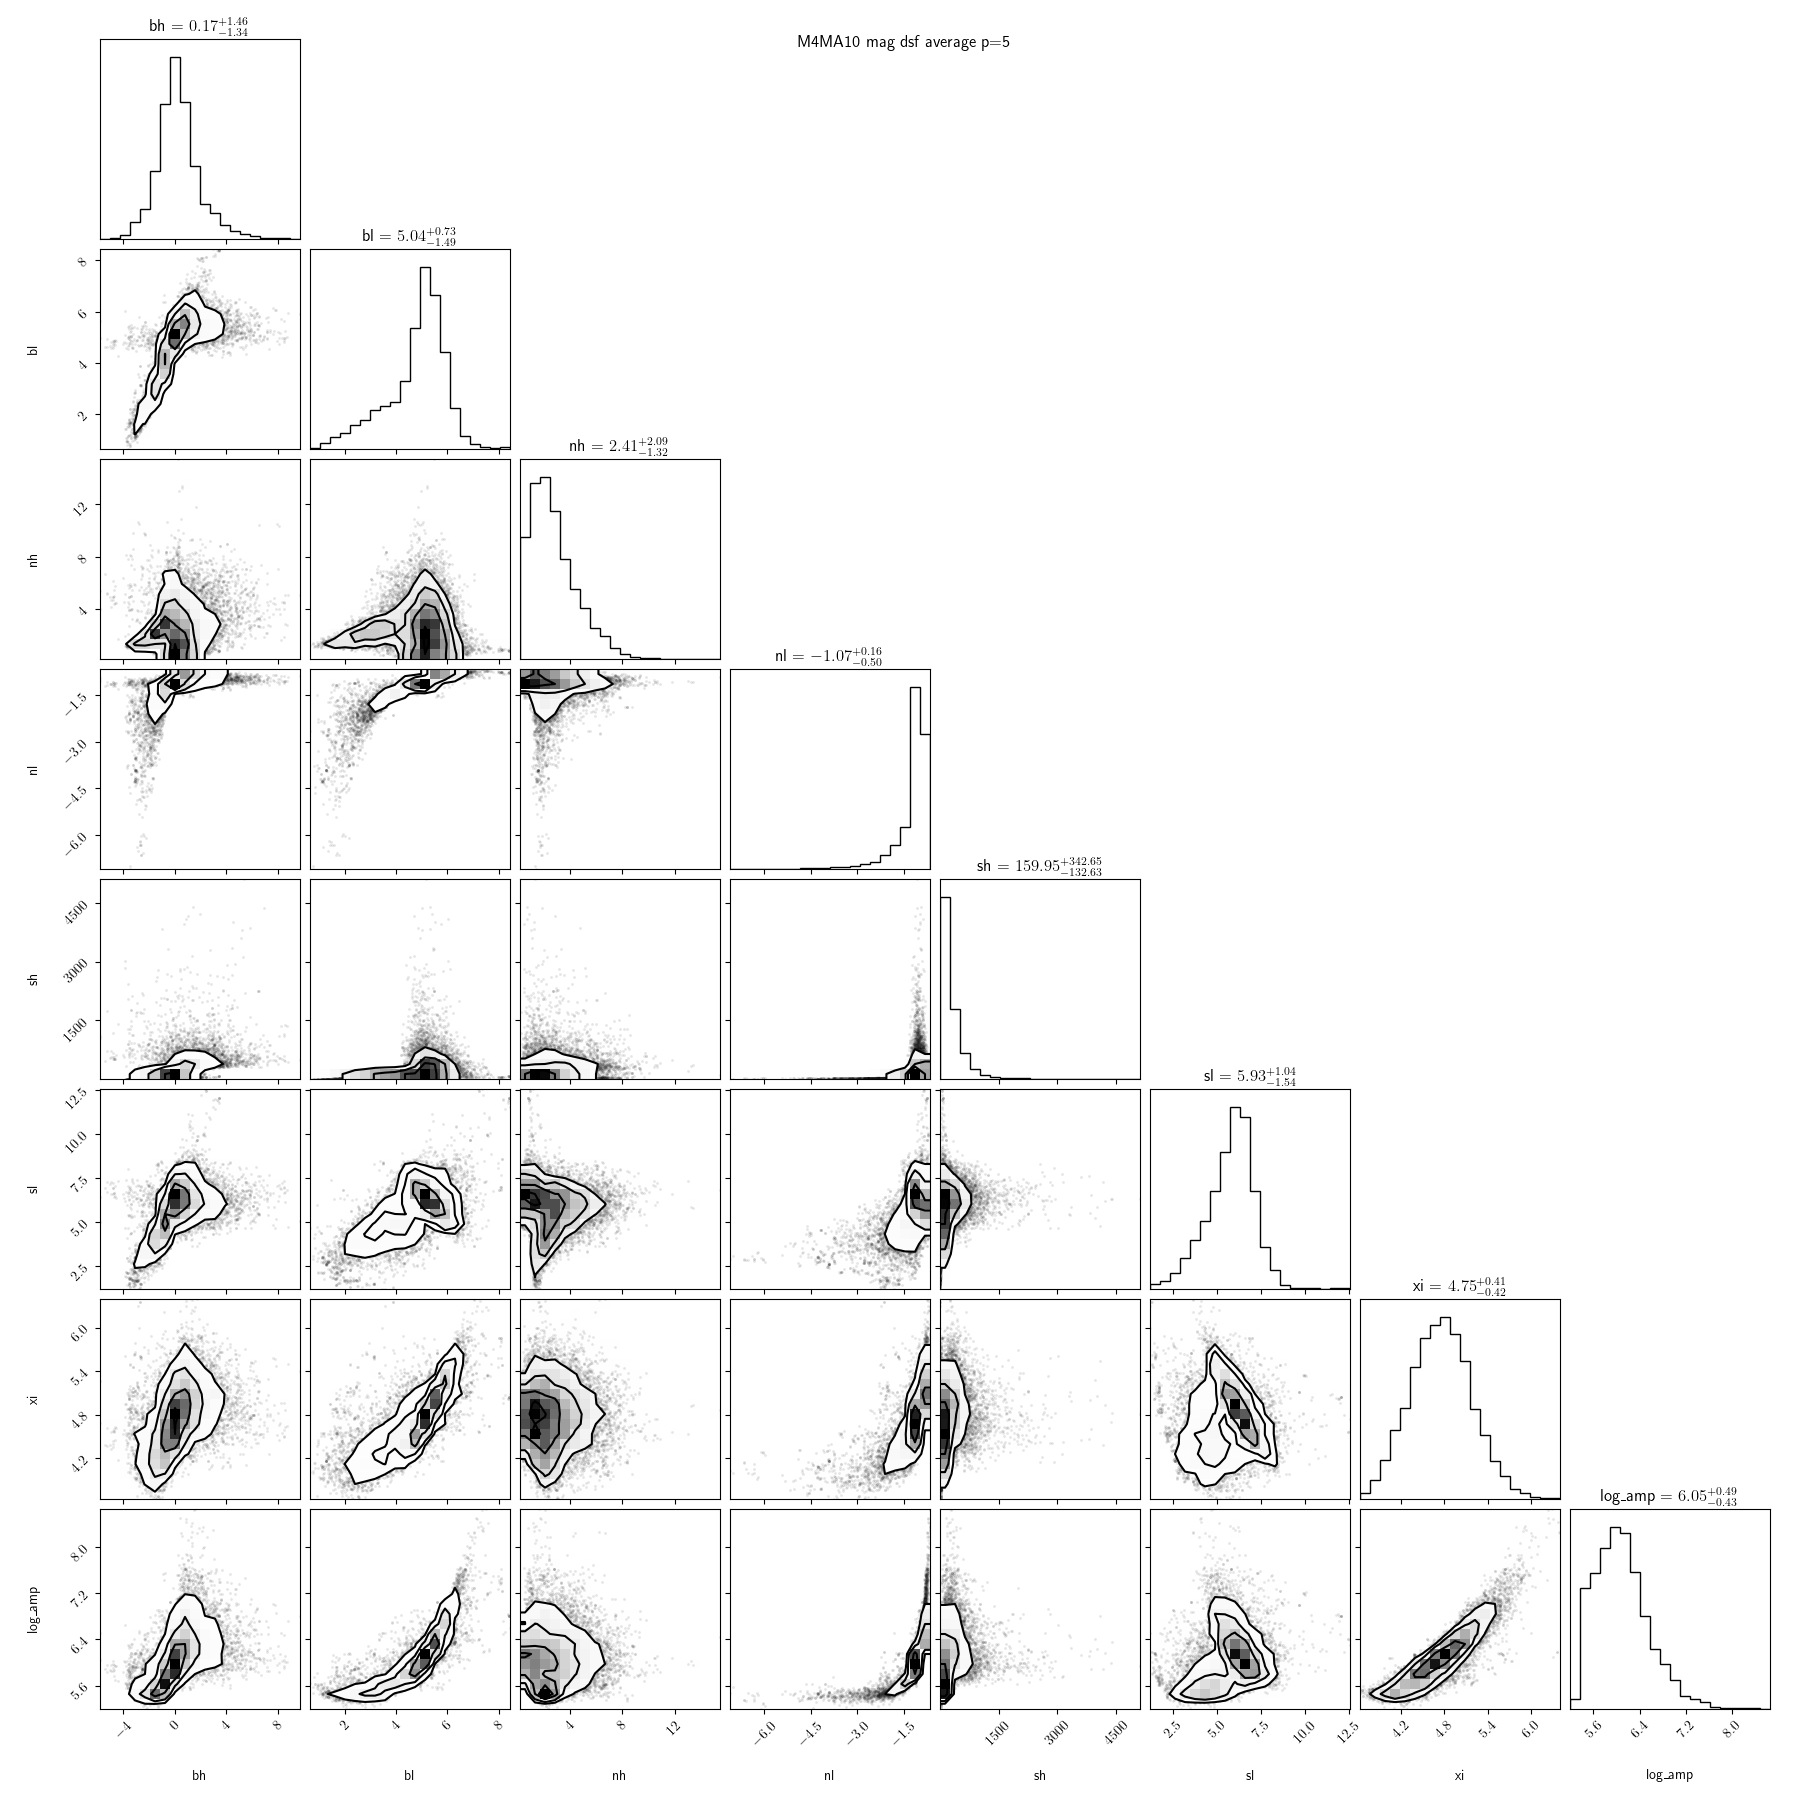 bh = 0.17+1.46−1.34
M4MA10 mag dsf average p=5
bl = 5.04+0.73−1.49
8
6
4
2
bl
nh = 2.41+2.09−1.32
12
8
4
nh
nl = −1.07+0.16−0.50
−1.5
−3.0
−4.5
−6.0
nl
sh = 159.95+342.65−132.63
4500
3000
1500
sh
sl = 5.93+1.04−1.54
12.5
10.0
7.5
5.0
2.5
sl
xi = 4.75+0.41−0.42
6.0
5.4
4.8
4.2
xi
log_amp = 6.05+0.49−0.43
8.0
7.2
6.4
5.6
log_amp
−4 0 4 8 2 4 6 8 4 8 12 −6.0 −4.5 −3.0 −1.5 1500 3000 4500 2.5 5.0 7.5 10.0 12.5 4.2 4.8 5.4 6.0 5.6 6.4 7.2 8.0
bh bl nh nl sh sl xi log_amp